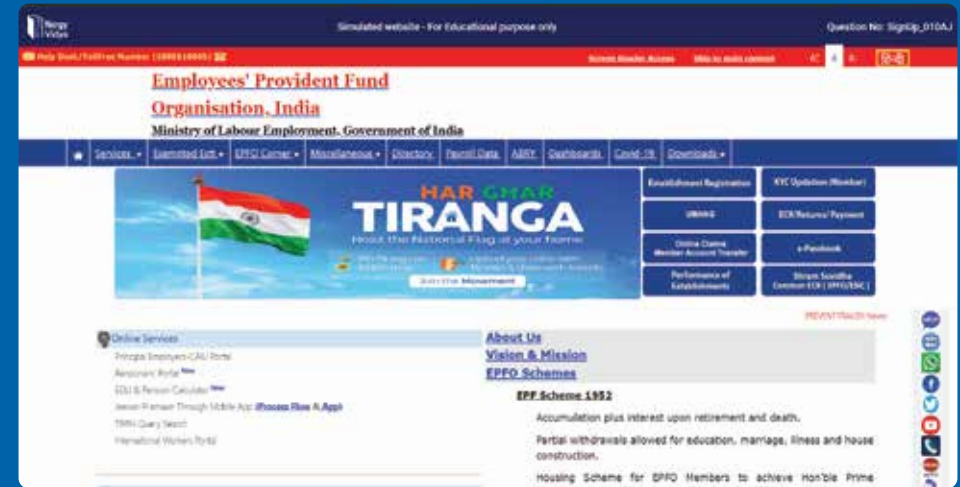 Nergy
Vidya
Simulated website - For Educational purpose only
Question No: SignUp_010AJ
Help Desk/Tollfree Number
Screen Reader Access
Skip to main content
A
हिन्दी
Employees' Provident Fund
Organisation, India
Ministry of Labour Employment, Government of India
Services
Exempted Estt
EPFO Corner
Miscellaneous
Directory
Payroll Data
ABRY
Dashboards
Covid-19
Downloads
HAR GHAR
TIRANGA
Hoist the National Flag at your home
Join the Movement
Establishment Registration
KYC Updation (Member)
UMANG
ECR/Returns/Payment
Online Claims
Member Account Transfer
e-Passbook
Performance of
Establishments
Shram Suvidha
Common ECR ( EPFO/ESIC )
Online Services
Principal Employers-CAIU Portal
Pensioners' Portal New
EDLI & Pension Calculator New
Jeevan Pramaan Through Mobile App (Process Flow & App)
TRRN Query Search
International Workers Portal
About Us
Vision & Mission
EPFO Schemes
EPF Scheme 1952
Accumulation plus interest upon retirement and death.
Partial withdrawals allowed for education, marriage, illness and house
construction.
Housing Scheme for EPFO Members to achieve Hon'ble Prime